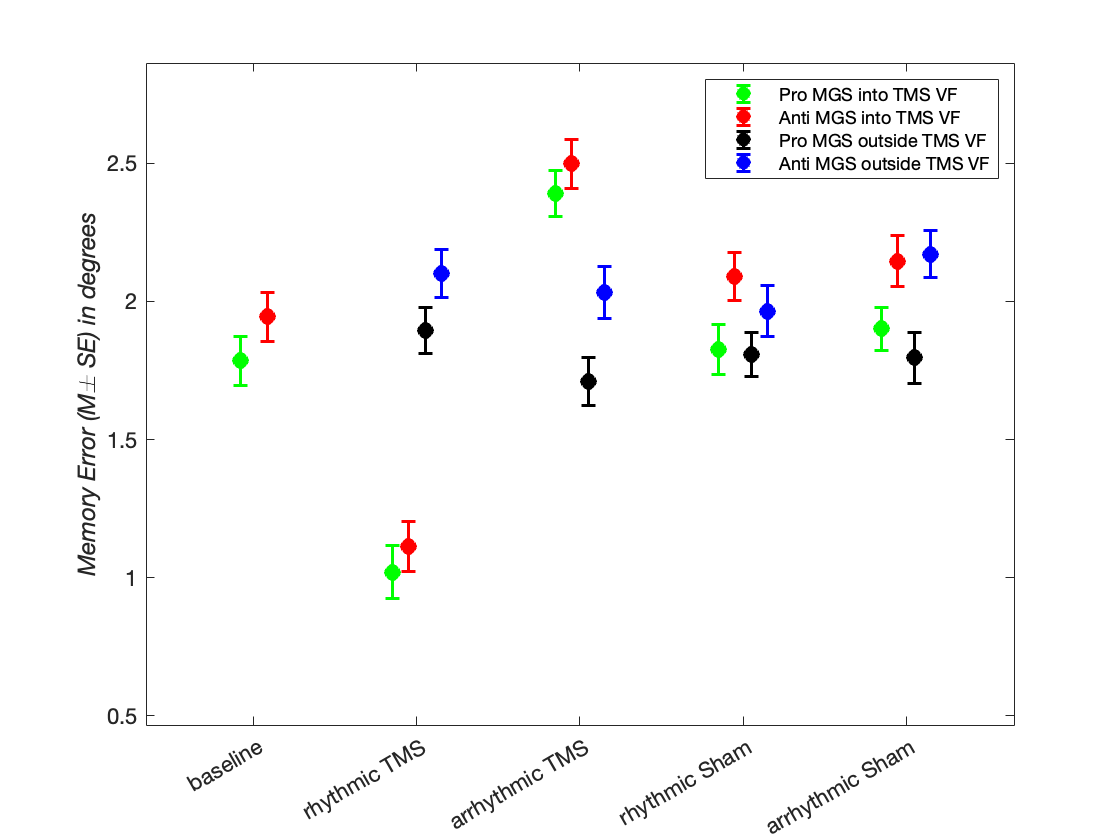 Pro MGS into TMS VF
Anti MGS into TMS VF
Pro MGS outside TMS VF
Anti MGS outside TMS VF
Memory Error (M± SE) in degrees
2.5
2
1.5
1
0.5
baseline
rhythmic TMS
arrhythmic TMS
rhythmic Sham
arrhythmic Sham